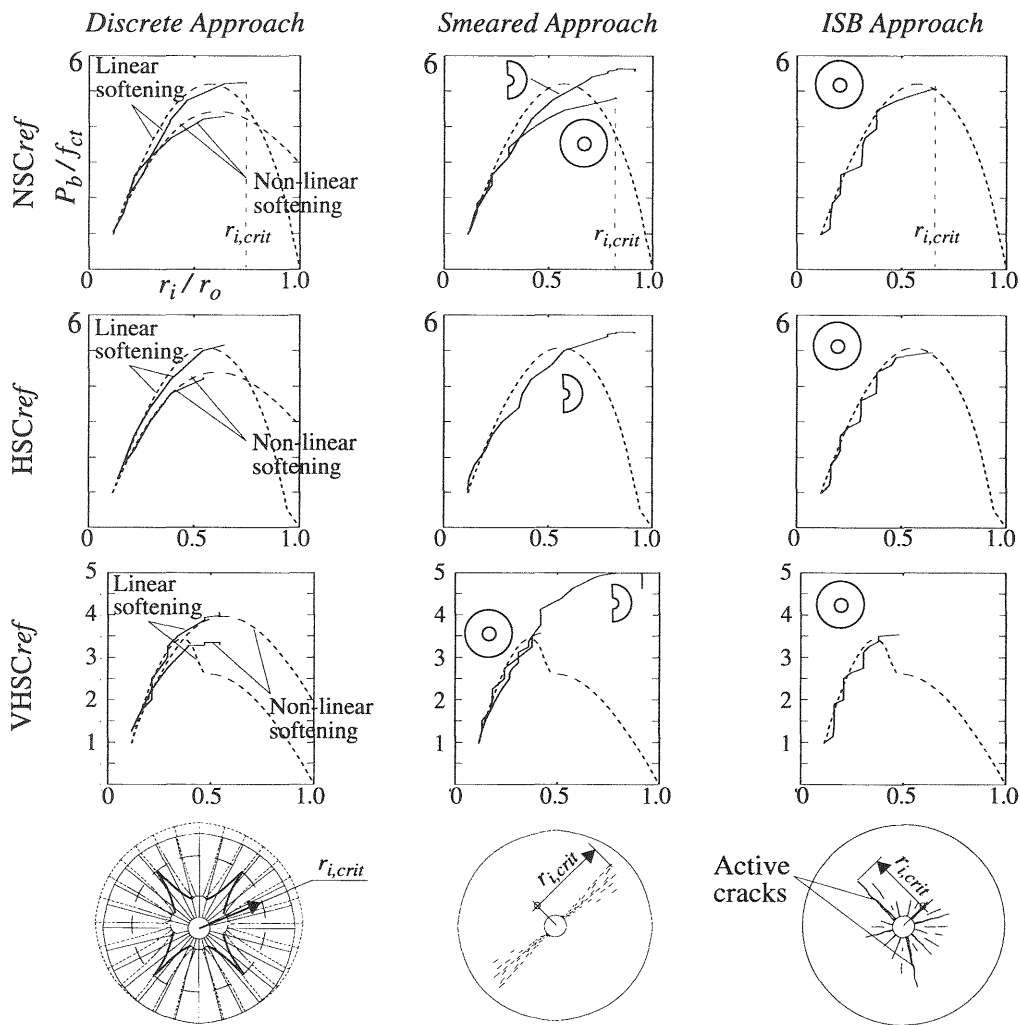 Discrete Approach
Smeared Approach
ISB Approach
NSCref
P_b / f_ct
6
Linear
softening
Non-linear
softening
r_i,crit
0
0.5
1.0
r_i / r_o
6
r_i,crit
0
0.5
1.0
6
r_i,crit
0
0.5
1.0
HSCref
6
Linear
softening
Non-linear
softening
0
0.5
1.0
6
0
0.5
1.0
6
0
0.5
1.0
VHSCref
5
4
3
2
1
Linear
softening
Non-linear
softening
0
0.5
1.0
5
4
3
2
1
0
0.5
1.0
5
4
3
2
1
0
0.5
1.0
r_i,crit
r_i,crit
Active
cracks
r_i,crit